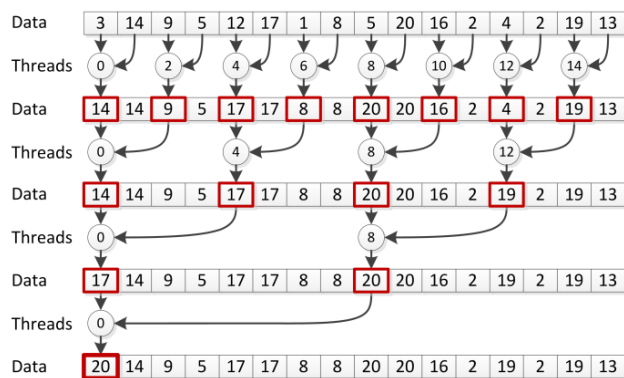 Data 3 14 9 5 12 17 1 8 5 20 16 2 4 2 19 13
Threads 0 2 4 6 8 10 12 14
Data 14 14 9 5 17 17 8 8 20 20 16 2 4 2 19 13
Threads 0 4 8 12
Data 14 14 9 5 17 17 8 8 20 20 16 2 19 2 19 13
Threads 0 8
Data 17 14 9 5 17 17 8 8 20 20 16 2 19 2 19 13
Threads 0
Data 20 14 9 5 17 17 8 8 20 20 16 2 19 2 19 13